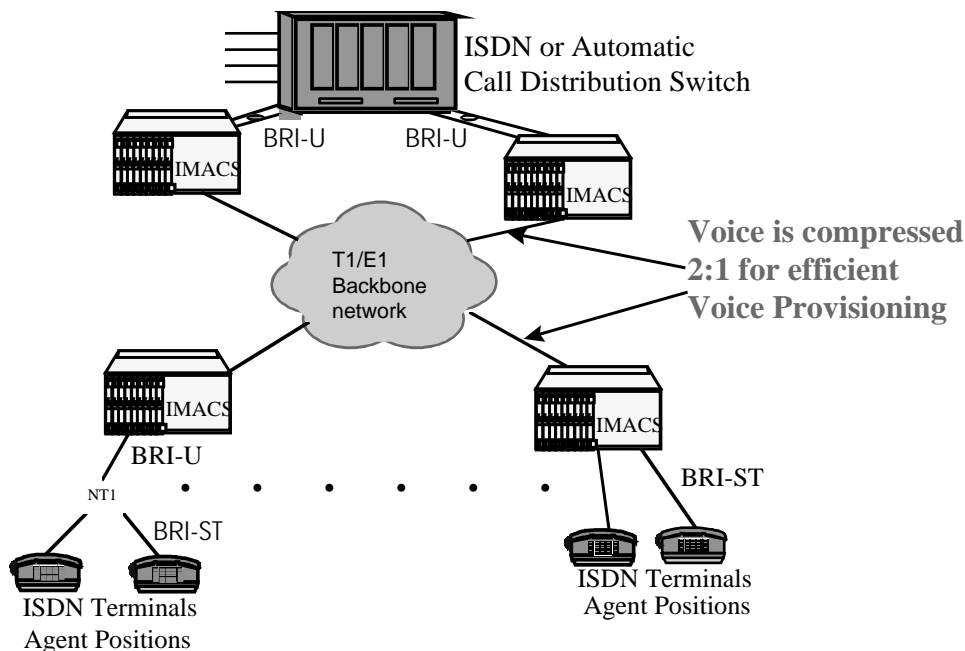 ISDN or Automatic
Call Distribution Switch
BRI-U
BRI-U
IMACS
IMACS
Voice is compressed
2:1 for efficient
Voice Provisioning
T1/E1
Backbone
network
IMACS
IMACS
BRI-U
BRI-ST
NT1
BRI-ST
ISDN Terminals
Agent Positions
ISDN Terminals
Agent Positions